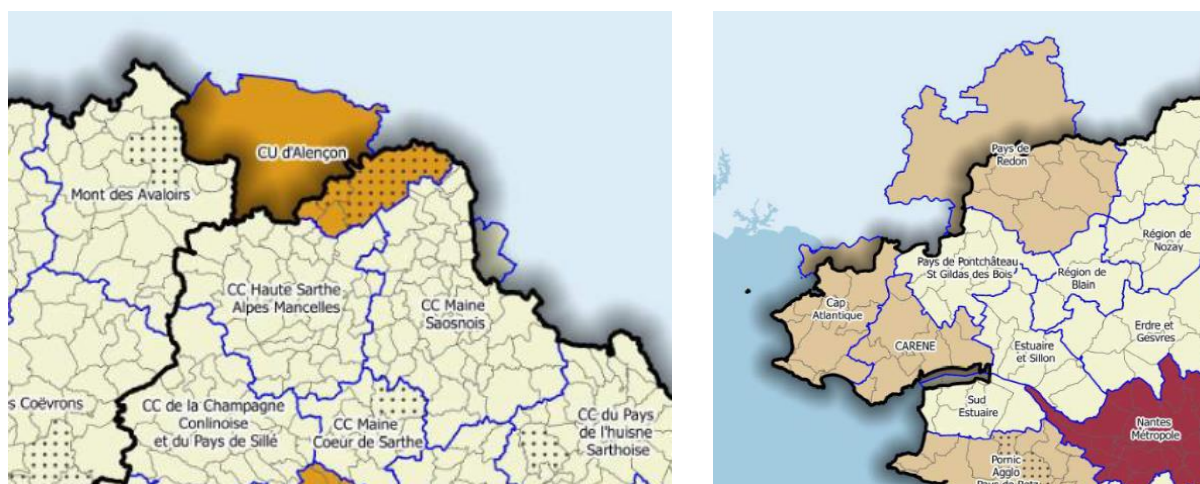 CU d'Alençon
Mont des Avaloirs
CC Haute Sarthe
Alpes Mancelles
CC Maine
Saosnois
s Coëvrons
CC de la Champagne
Conlinoise
et du Pays de Sillé
CC Maine
Coeur de Sarthe
CC du Pays
de l'huisne
Sarthoise
Pays de
Redon
Région de
Nozay
Pays de Pontchâteau
St Gildas des Bois
Région de
Blain
Cap
Atlantique
CARENE
Estuaire
et Sillon
Erdre et
Gesvres
Sud
Estuaire
Nantes
Métropole
Pornic
Agglo
Pays de Retz